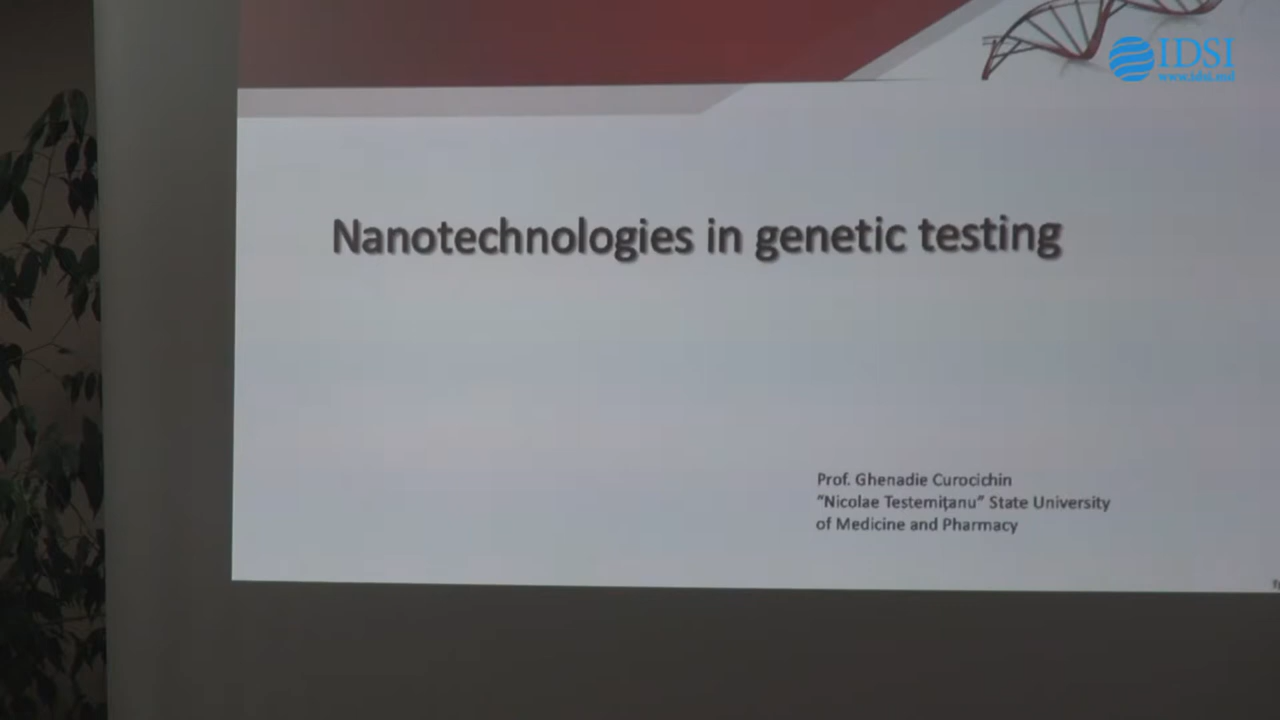 IDSI
www.idsi.md
Nanotechnologies in genetic testing
Prof. Ghenadie Curocichin
"Nicolae Testemițanu" State University
of Medicine and Pharmacy